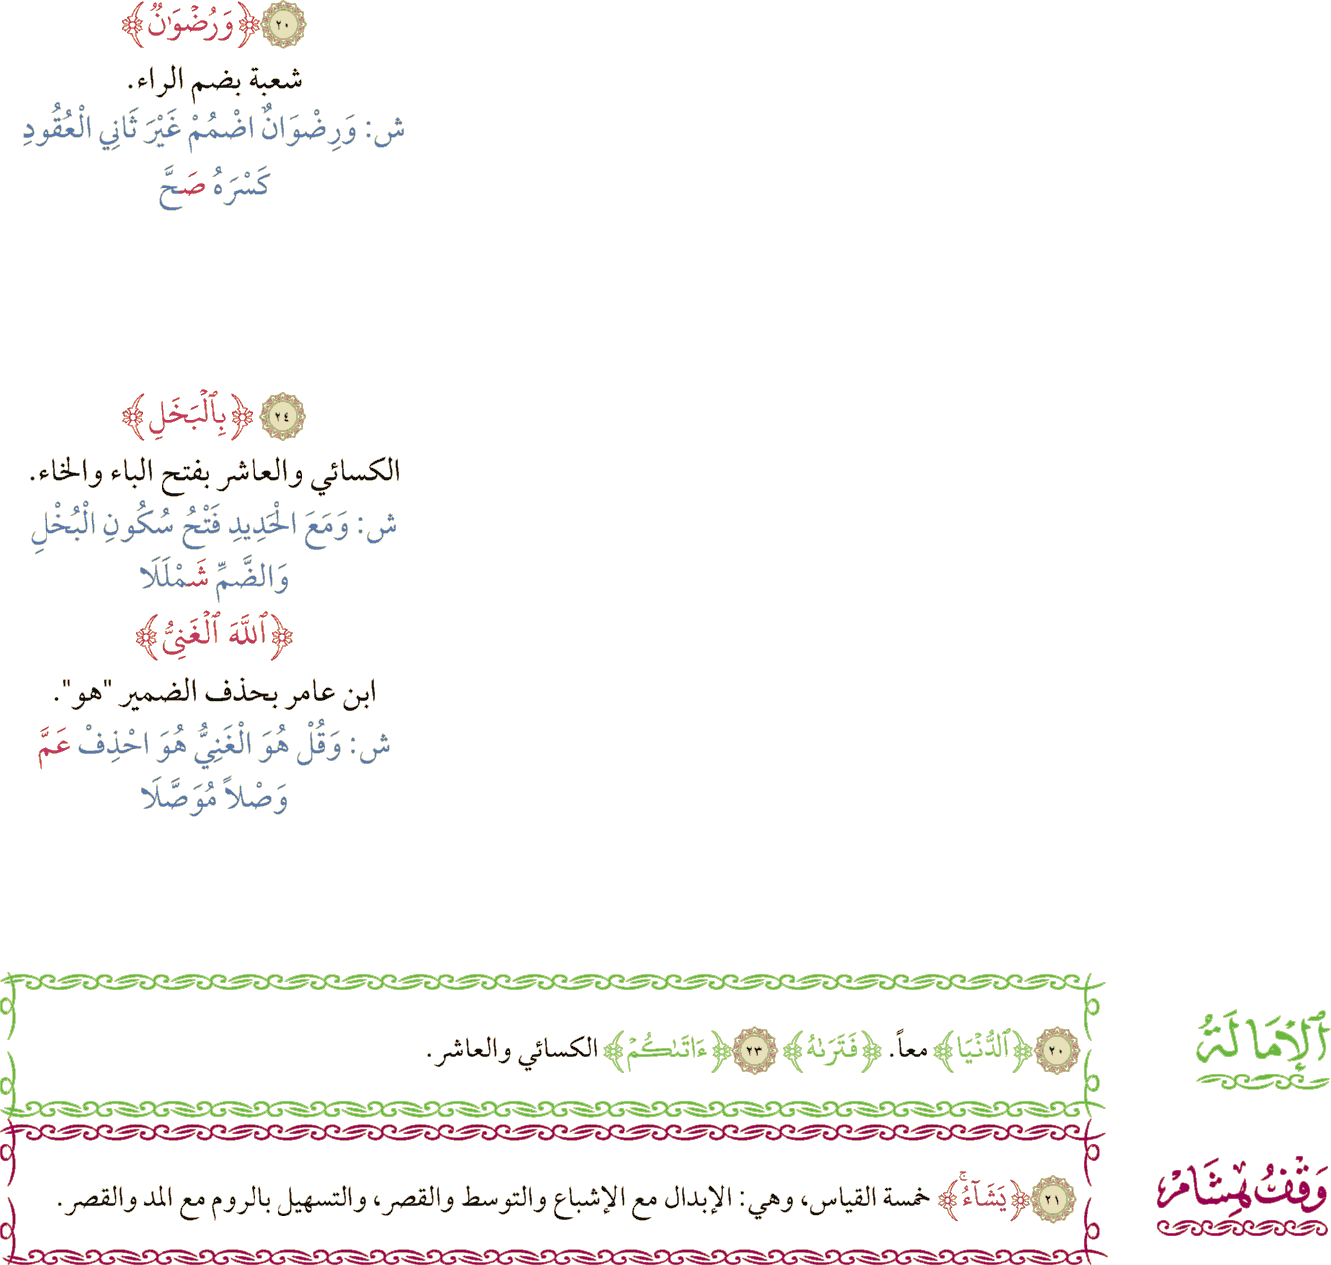 ٢٠ ﴿وَرُضْوَٰنٌ﴾
شعبة بضم الراء.
ش: وَرِضْوَانٌ اضْمُمْ غَيْرَ ثَانِي الْعُقُودِ
كَسْرَهُ صَحَّ
٢٤ ﴿بِٱلْبَخَلِ﴾
الكسائي والعاشر بفتح الباء والخاء.
ش: وَمَعَ الْحَدِيدِ فَتْحُ سُكُونِ الْبُخْلِ
وَالضَّمِّ شَمْلَلَا
﴿ٱللَّهَ ٱلْغَنِىُّ﴾
ابن عامر بحذف الضمير "هو".
ش: وَقُلْ هُوَ الْغَنِيُّ هُوَ احْذِفْ عَمَّ
وَصْلاً مُوَصَّلَا
ٱلْإِمَالَةُ
٢٠ ﴿ٱلدُّنْيَا﴾ معاً. ﴿فَتَرَىٰهُ﴾ ٢٣ ﴿ءَاتَىٰكُمْ﴾ الكسائي والعاشر.
وَقْفُ هِشَامْ
٢١ ﴿يَشَآءُۚ﴾ خمسة القياس، وهي: الإبدال مع الإشباع والتوسط والقصر، والتسهيل بالروم مع المد والقصر.